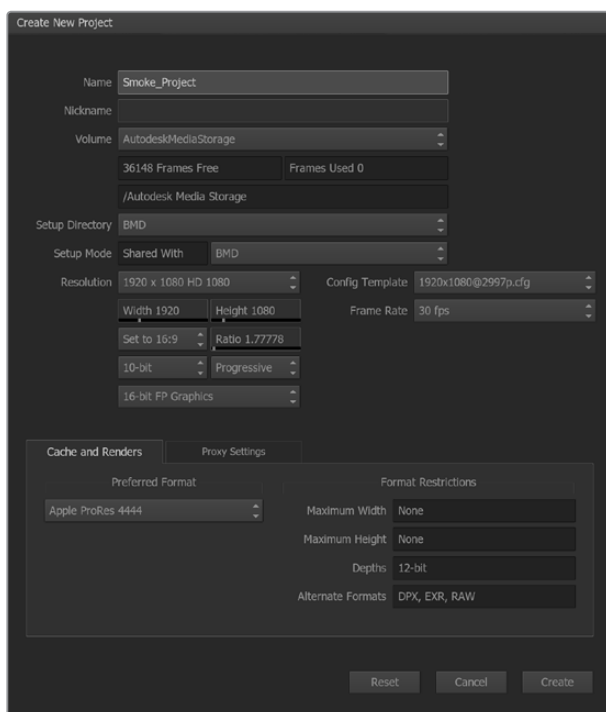 Create New Project
Name Smoke_Project
Nickname
Volume AutodeskMediaStorage
36148 Frames Free Frames Used 0
/Autodesk Media Storage
Setup Directory BMD
Setup Mode Shared With BMD
Resolution 1920 x 1080 HD 1080 Config Template 1920x1080@2997p.cfg
Width 1920 Height 1080 Frame Rate 30 fps
Set to 16:9 Ratio 1.77778
10-bit Progressive
16-bit FP Graphics
Cache and Renders Proxy Settings
Preferred Format Format Restrictions
Apple ProRes 4444 Maximum Width None
Maximum Height None
Depths 12-bit
Alternate Formats DPX, EXR, RAW
Reset Cancel Create